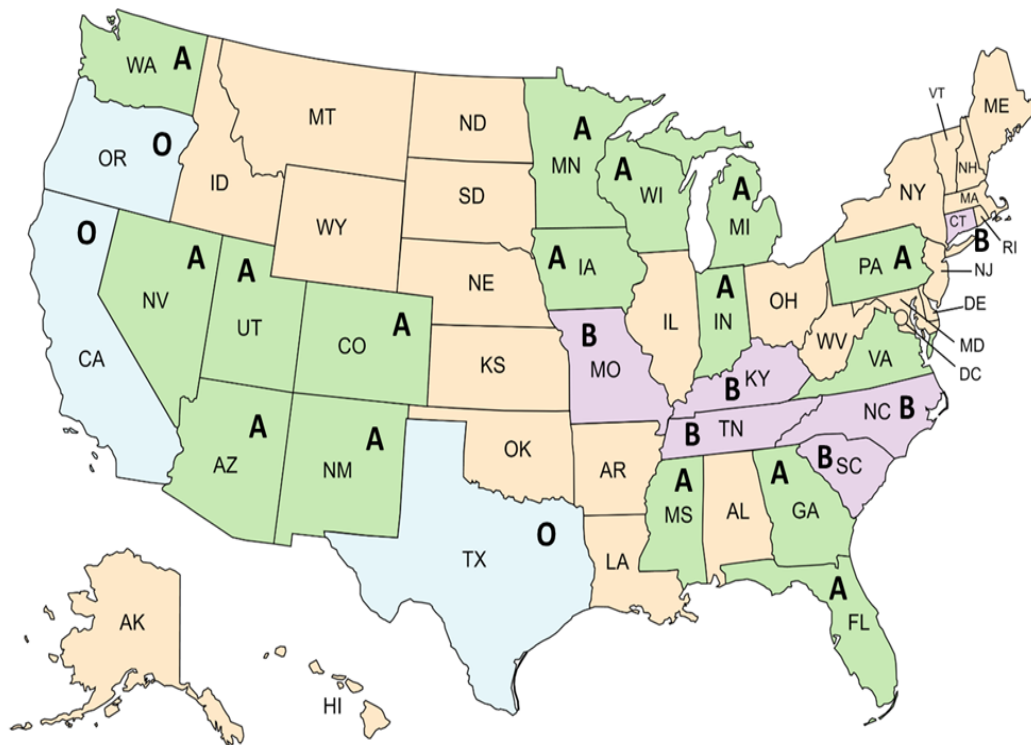 WA A
MT
ND
MN A
VT
ME
OR O
ID
SD
WI A
MI A
NY
NH
MA
CT
B
RI
WY
CA O
NV A
UT A
CO A
NE
IA A
IL
IN A
OH
PA A
NJ
DE
MD
DC
WV
VA
KS
MO B
KY B
TN B
NC B
SC B
AZ A
NM A
OK
AR
MS A
AL
GA A
TX O
LA
FL A
AK
HI